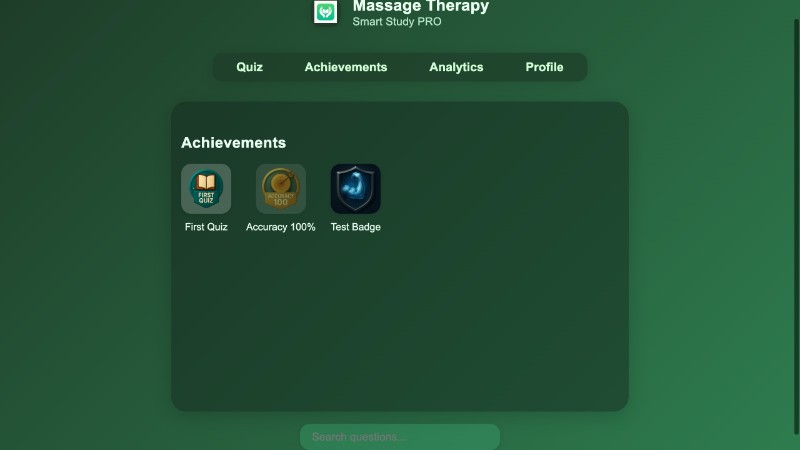 Massage Therapy
Smart Study PRO
Quiz Achievements Analytics Profile
Achievements
FIRST
QUIZ
ACCURACY
100
First Quiz Accuracy 100% Test Badge
Search questions...